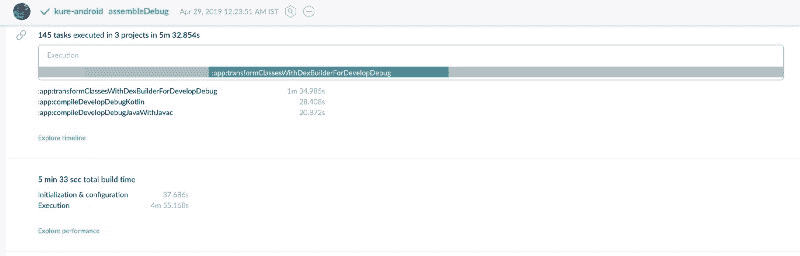 kure-android assembleDebug Apr 29, 2019 12:23:51 AM IST
145 tasks executed in 3 projects in 5m 32.854s
Execution
:app:transformClassesWithDexBuilderForDevelopDebug
:app:transformClassesWithDexBuilderForDevelopDebug 1m 34.985s
:app:compileDevelopDebugKotlin 28.408s
:app:compileDevelopDebugJavaWithJavac 20.872s
Explore timeline
5 min 33 sec total build time
Initialization & configuration 37.686s
Execution 4m 55.168s
Explore performance